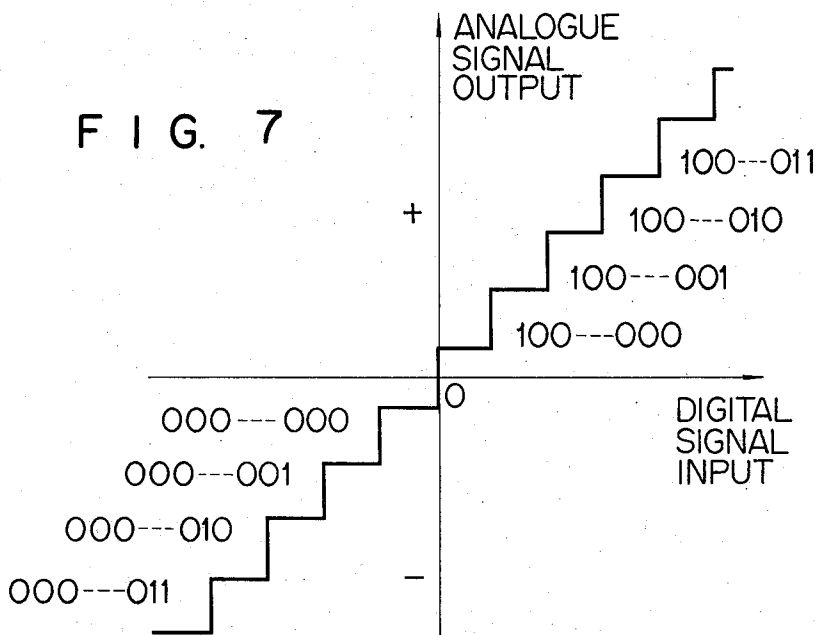 ANALOGUE
SIGNAL
OUTPUT
F I G. 7
100---011
+
100---010
100---001
100---000
0
000---000
DIGITAL
SIGNAL
INPUT
000---001
000---010
000---011
−